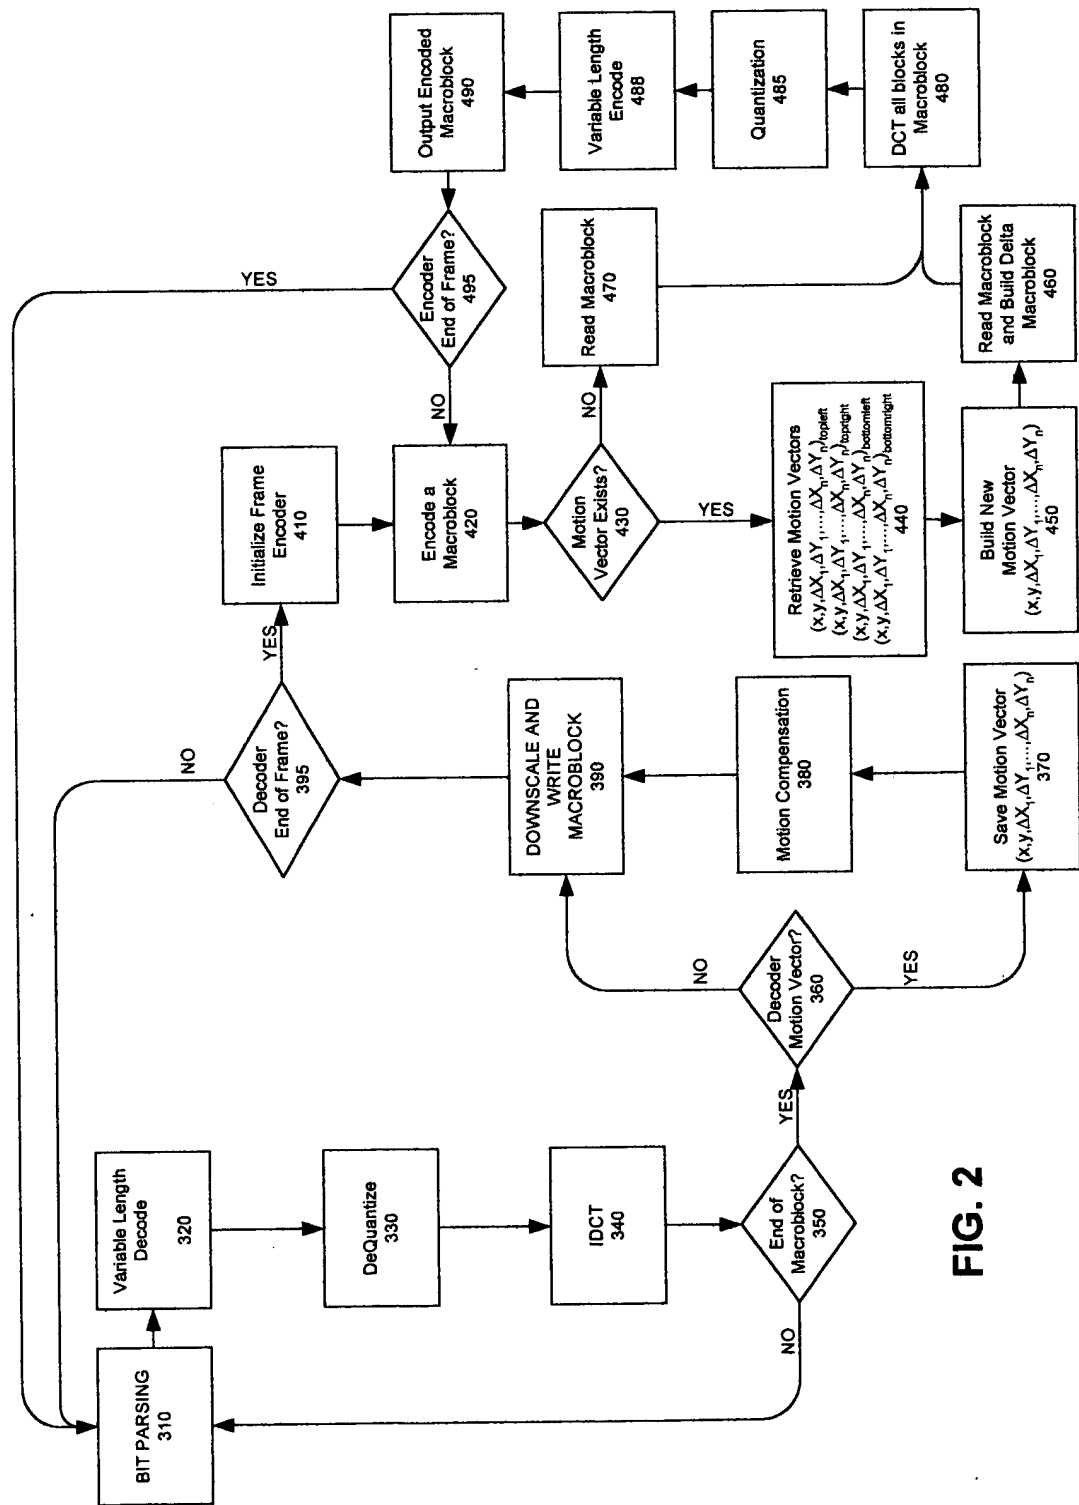 BIT PARSING
310
Variable Length
Decode
320
DeQuantize
330
IDCT
340
End of
Macroblock?
350
NO
YES
Decoder
Motion Vector?
360
NO
YES
Save Motion Vector
(x,y,ΔX₁,ΔY₁,...,ΔXₙ,ΔYₙ)
370
Motion Compensation
380
DOWNSCALE AND
WRITE
MACROBLOCK
390
Decoder
End of Frame?
395
NO
YES
Initialize Frame
Encoder
410
Encode a
Macroblock
420
Motion
Vector Exists?
430
NO
YES
Retrieve Motion Vectors
(x,y,ΔX₁,ΔY₁,...,ΔXₙ,ΔYₙ)topleft
(x,y,ΔX₁,ΔY₁,...,ΔXₙ,ΔYₙ)topright
(x,y,ΔX₁,ΔY₁,...,ΔXₙ,ΔYₙ)bottomleft
(x,y,ΔX₁,ΔY₁,...,ΔXₙ,ΔYₙ)bottomright
440
Build New
Motion Vector
(x,y,ΔX₁,ΔY₁,...,ΔXₙ,ΔYₙ)
450
Read Macroblock
and Build Delta
Macroblock
460
Read Macroblock
470
DCT all blocks in
Macroblock
480
Quantization
485
Variable Length
Encode
488
Output Encoded
Macroblock
490
Encoder
End of Frame?
495
YES
NO
FIG. 2